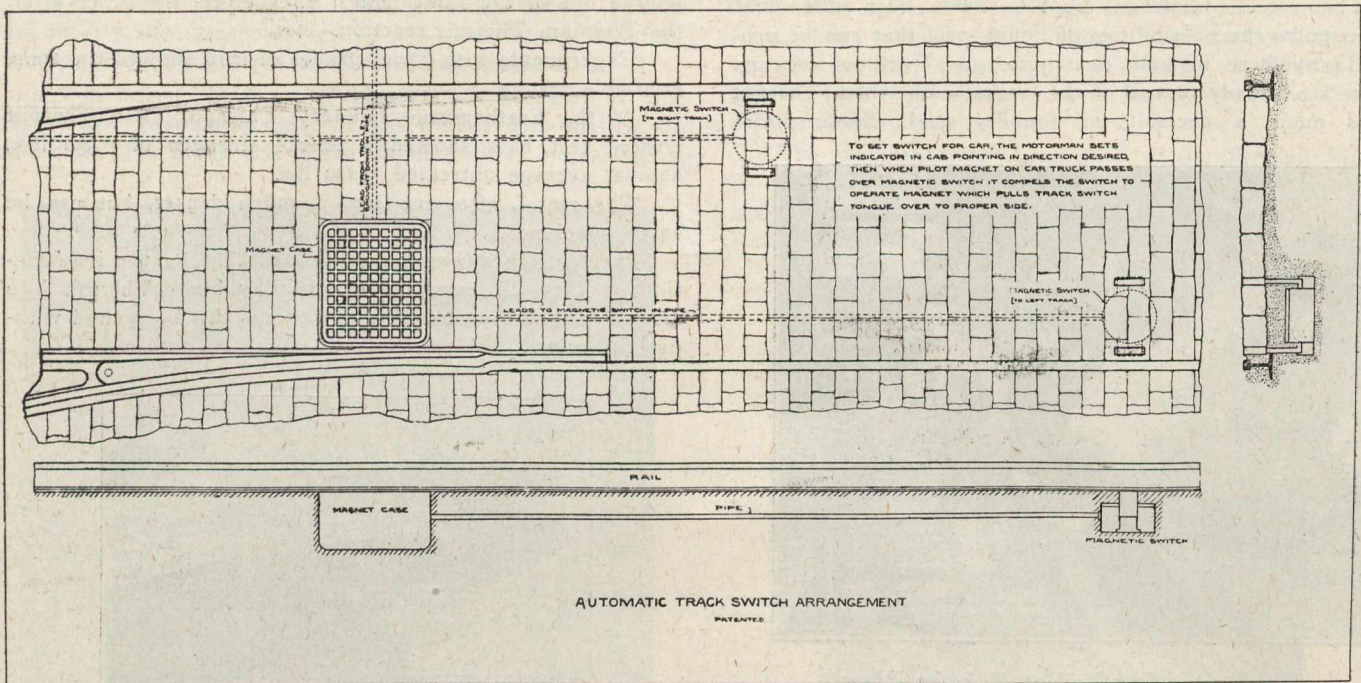 MAGNETIC SWITCH
[TO RIGHT TRACK]
TO SET SWITCH FOR CAR, THE MOTORMAN SETS
INDICATOR IN CAB POINTING IN DIRECTION DESIRED,
THEN WHEN PILOT MAGNET ON CAR TRUCK PASSES
OVER MAGNETIC SWITCH IT COMPELS THE SWITCH TO
OPERATE MAGNET WHICH PULLS TRACK SWITCH
TONGUE OVER TO PROPER SIDE.
LEAD FROM TROLLEY
MAGNET CASE
MAGNETIC SWITCH
[TO LEFT TRACK]
LEADS TO MAGNETIC SWITCH IN PIPE
RAIL
MAGNET CASE
PIPE
MAGNETIC SWITCH
AUTOMATIC TRACK SWITCH ARRANGEMENT
PATENTED